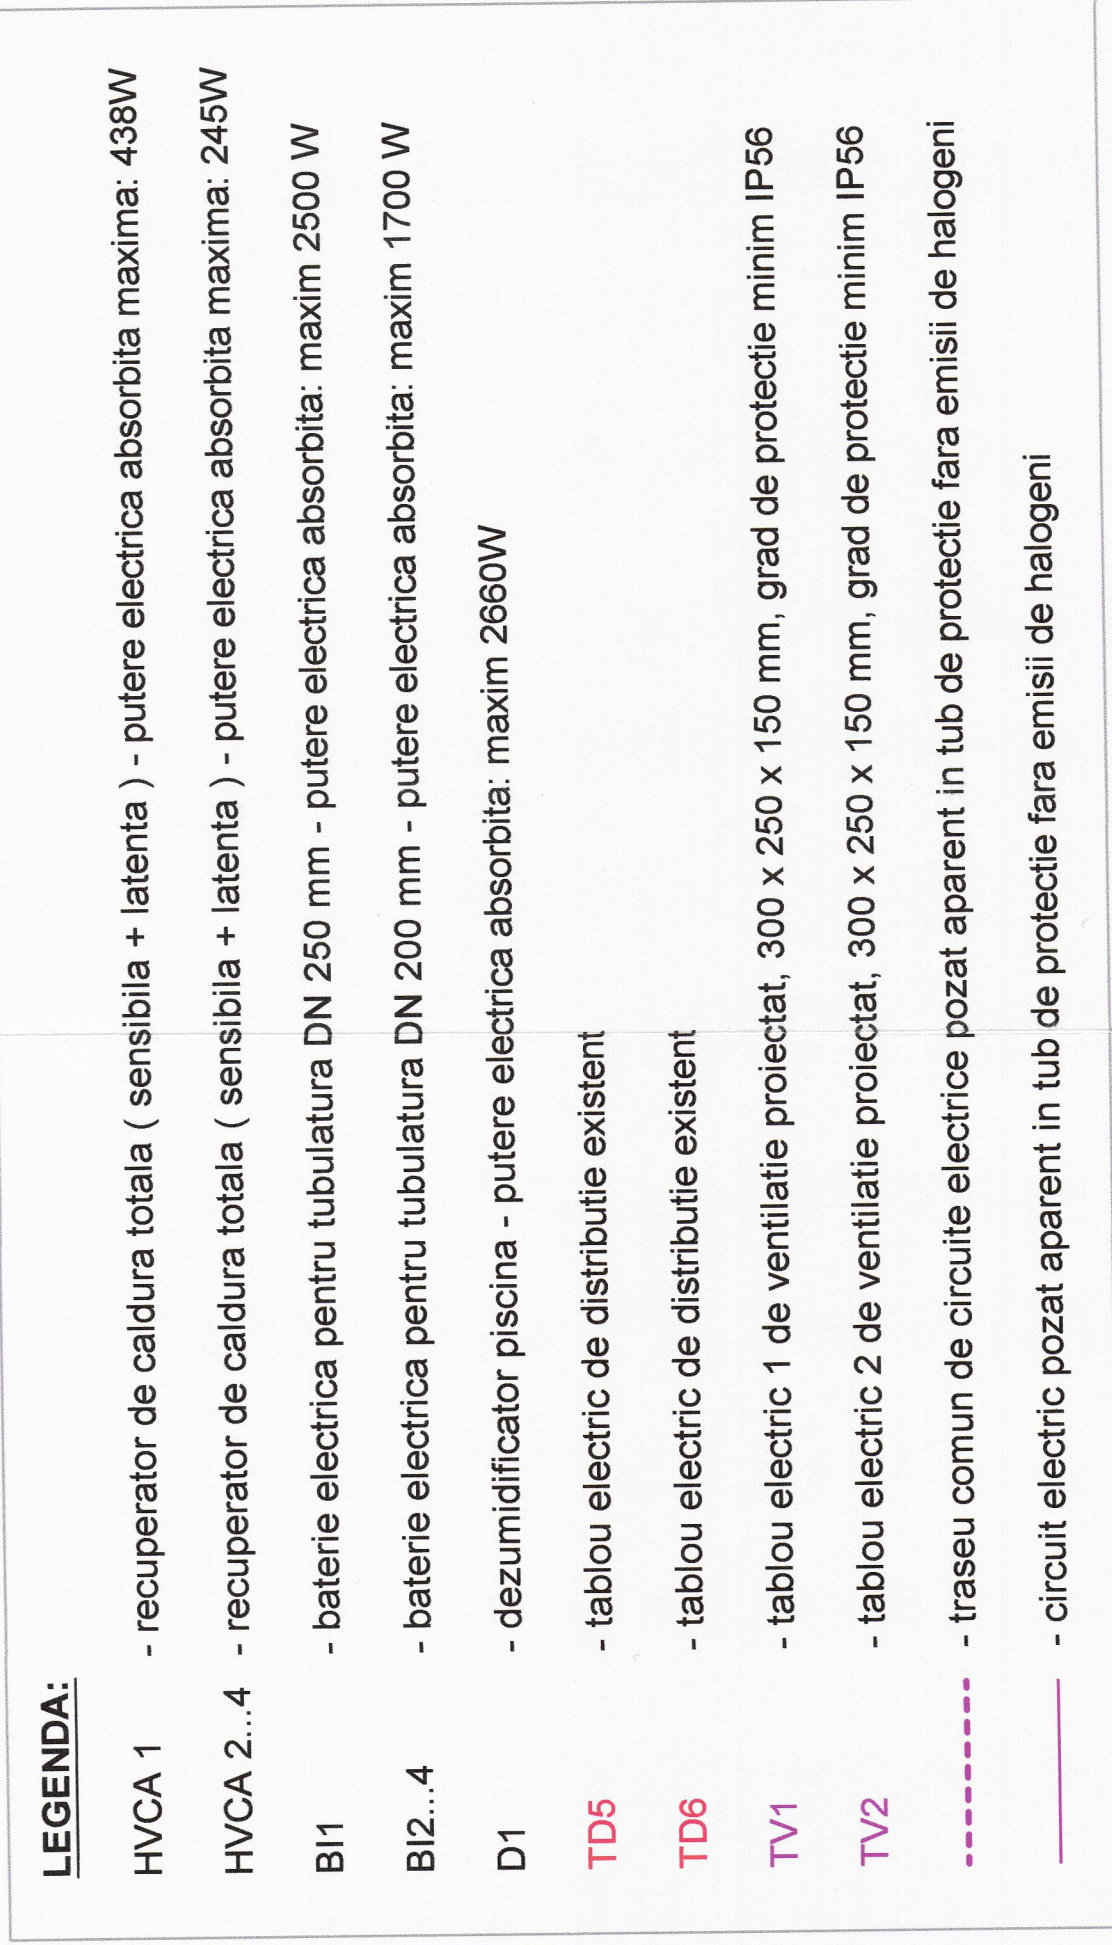 LEGENDA:
HVCA 1 - recuperator de caldura totala ( sensibila + latenta ) - putere electrica absorbita maxima: 438W
HVCA 2...4 - recuperator de caldura totala ( sensibila + latenta ) - putere electrica absorbita maxima: 245W
BI1 - baterie electrica pentru tubulatura DN 250 mm - putere electrica absorbita: maxim 2500 W
BI2...4 - baterie electrica pentru tubulatura DN 200 mm - putere electrica absorbita: maxim 1700 W
D1 - dezumidificator piscina - putere electrica absorbita: maxim 2660W
TD5 - tablou electric de distributie existent
TD6 - tablou electric de distributie existent
TV1 - tablou electric 1 de ventilatie proiectat, 300 x 250 x 150 mm, grad de protectie minim IP56
TV2 - tablou electric 2 de ventilatie proiectat, 300 x 250 x 150 mm, grad de protectie minim IP56
- traseu comun de circuite electrice pozat aparent in tub de protectie fara emisii de halogeni
- circuit electric pozat aparent in tub de protectie fara emisii de halogeni